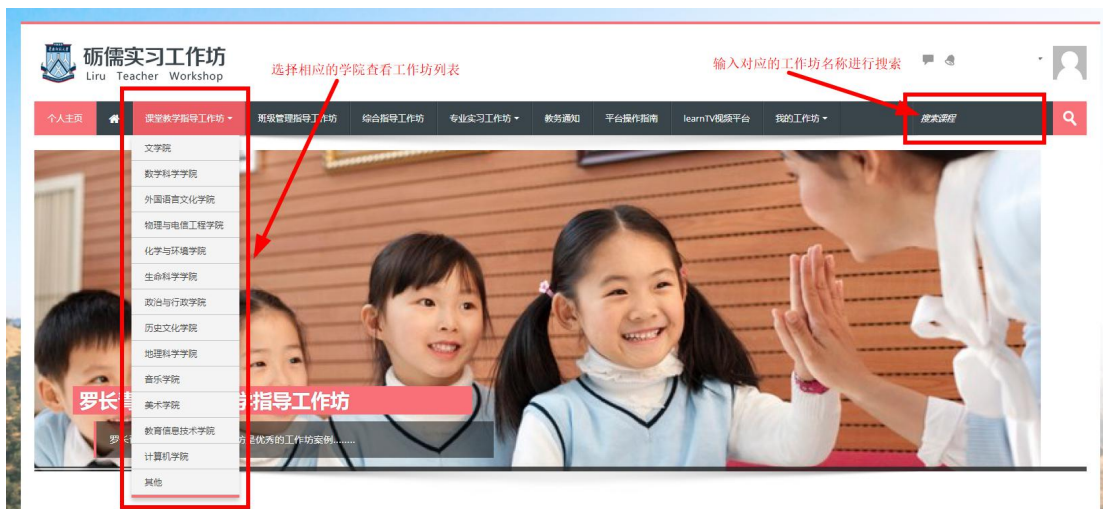 砺儒实习工作坊
Liru Teacher Workshop
选择相应的学院查看工作坊列表
输入对应的工作坊名称进行搜索
个人主页 课堂教学指导工作坊 班级管理指导工作坊 综合指导工作坊 专业实习工作坊 教务通知 平台操作指南 learnTV视频平台 我的工作坊 搜索课程
文学院
数学科学学院
外国语言文化学院
物理与电信工程学院
化学与环境学院
生命科学学院
政治与行政学院
历史文化学院
地理科学学院
音乐学院
美术学院
教育信息技术学院
计算机学院
其他
罗长 指导工作坊
是优秀的工作坊案例........